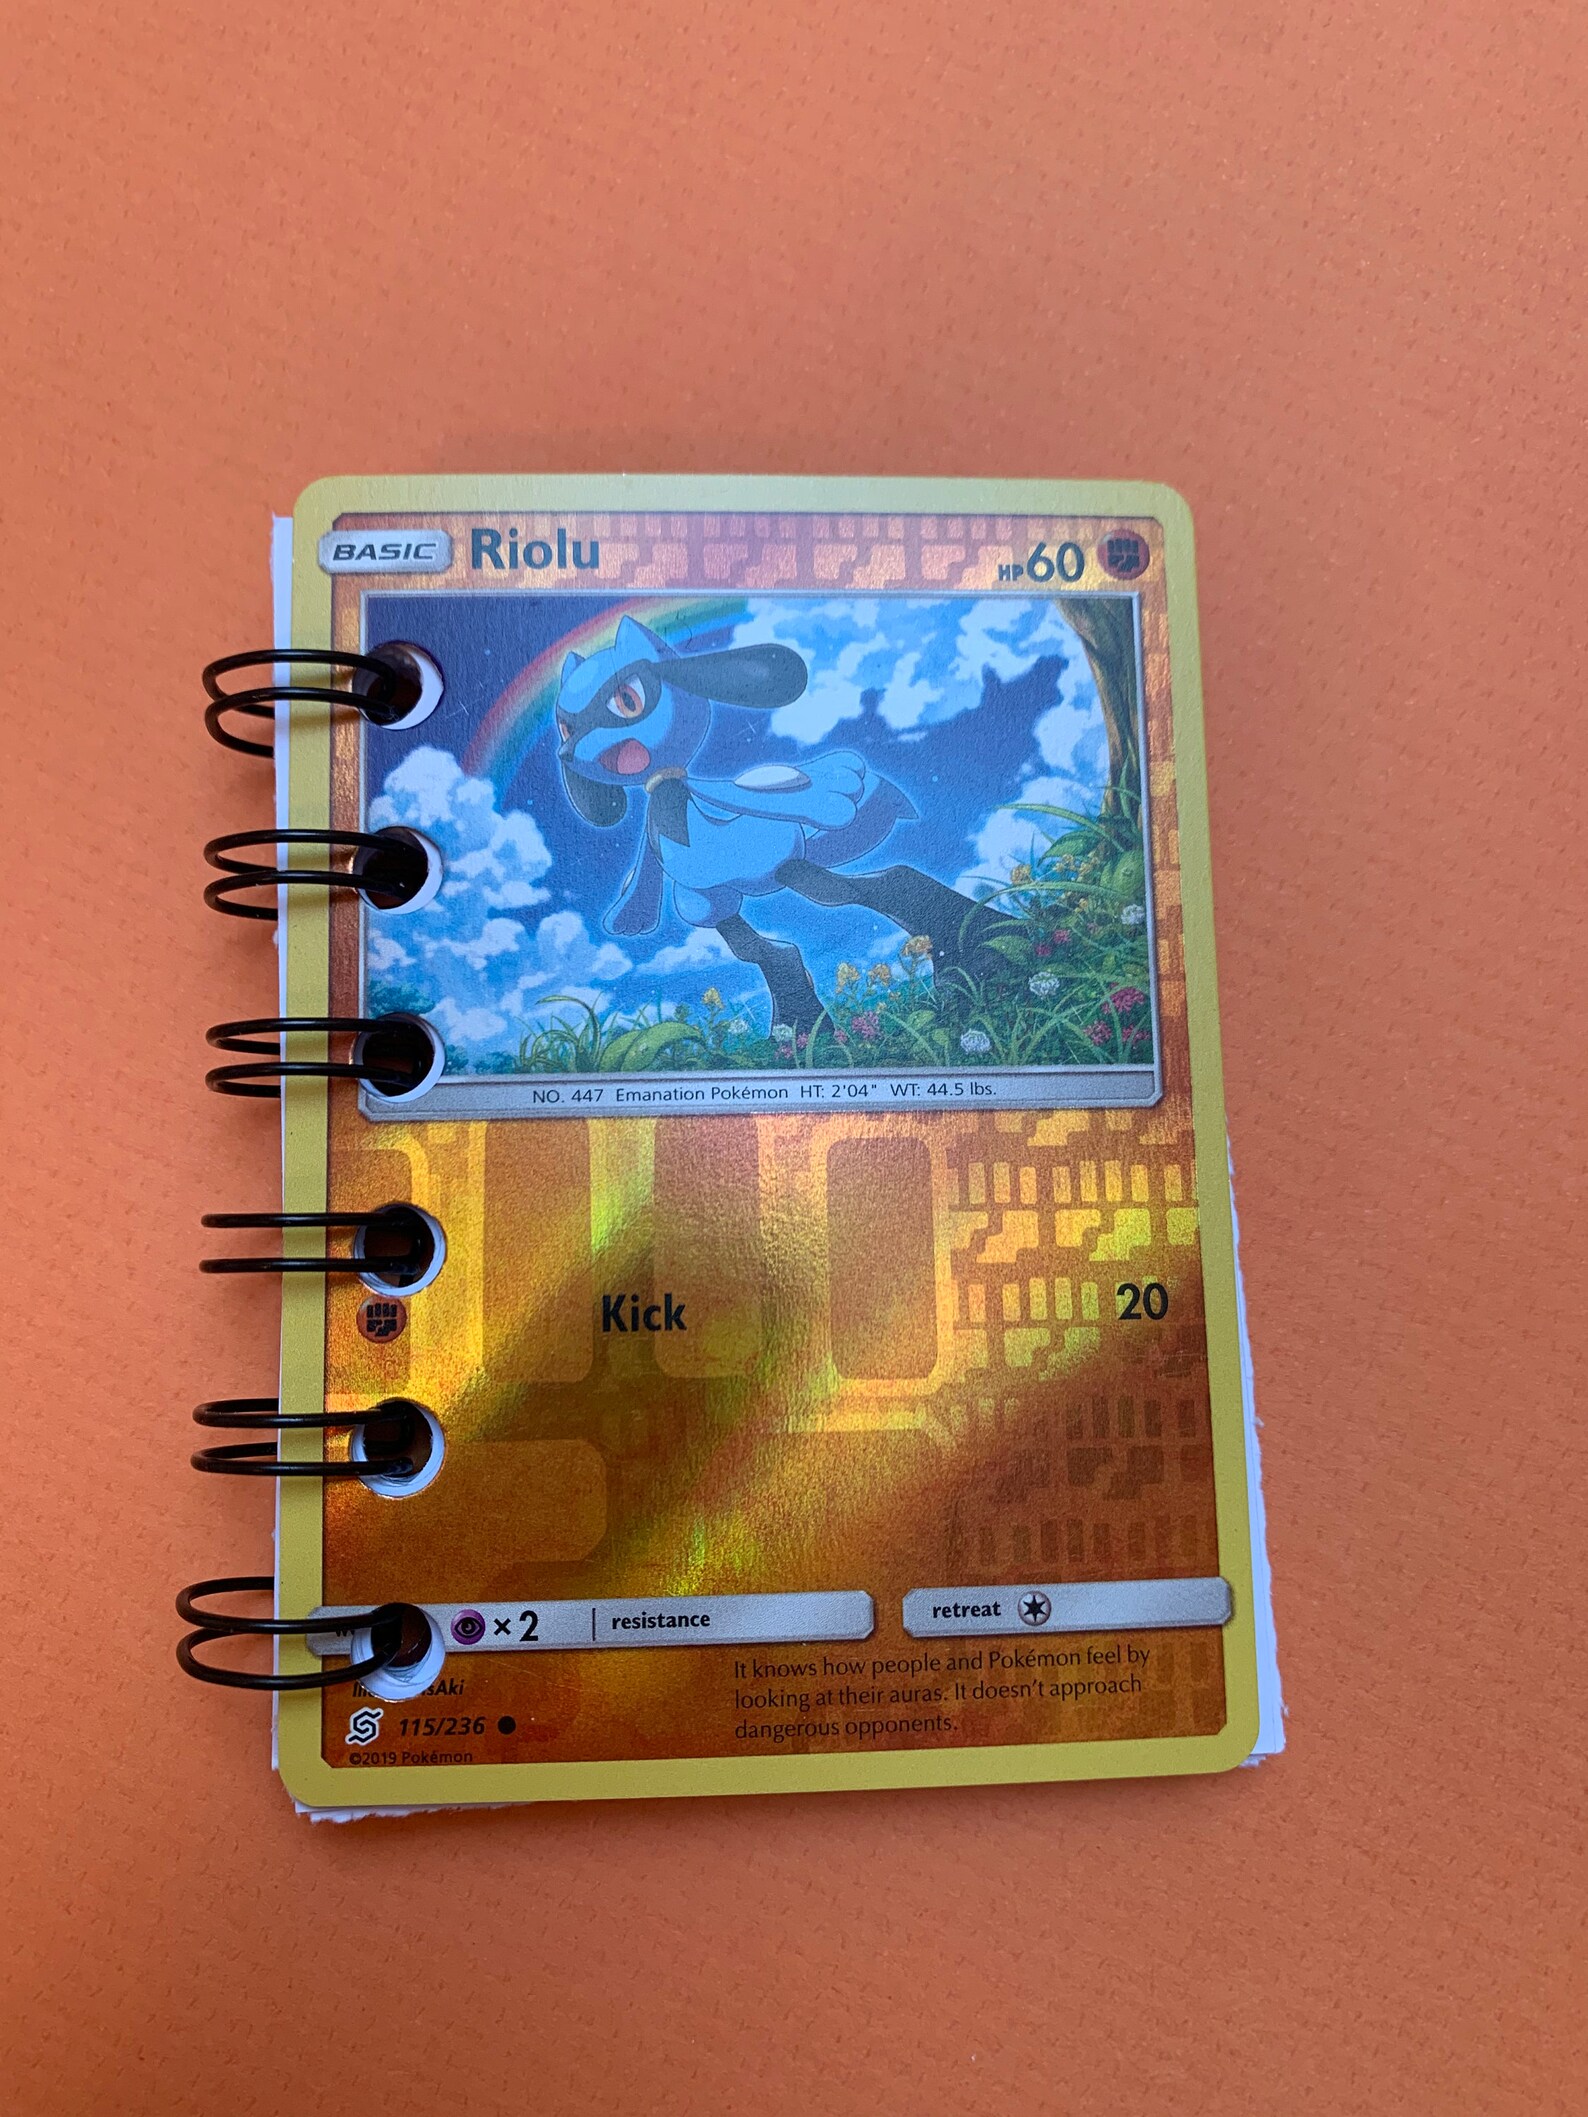 BASIC Riolu HP 60
NO. 447 Emanation Pokémon HT: 2'04" WT: 44.5 lbs.
Kick 20
×2 resistance
retreat
It knows how people and Pokémon feel by
looking at their auras. It doesn't approach
dangerous opponents.
115/236
©2019 Pokémon